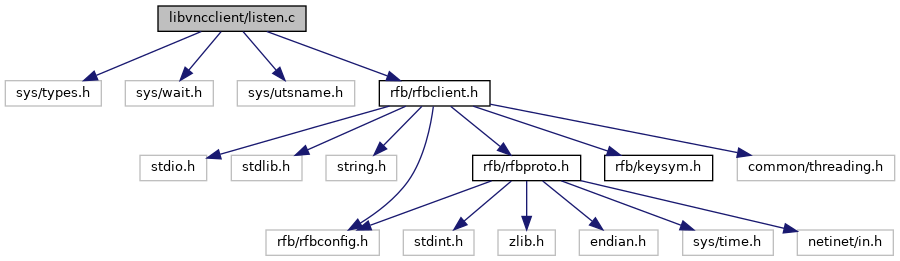 libvncclient/listen.c
sys/types.h
sys/wait.h
sys/utsname.h
rfb/rfbclient.h
stdio.h
stdlib.h
string.h
rfb/rfbproto.h
rfb/keysym.h
common/threading.h
rfb/rfbconfig.h
stdint.h
zlib.h
endian.h
sys/time.h
netinet/in.h